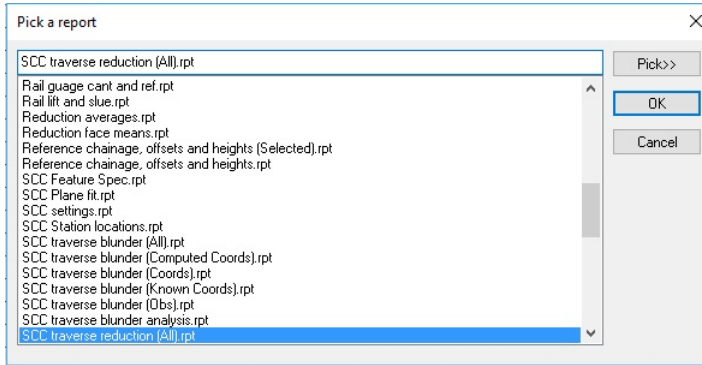 Pick a report
SCC traverse reduction (All).rpt
Pick>>
Rail guage cant and ref.rpt
Rail lift and slue.rpt
Reduction averages.rpt
OK
Reduction face means.rpt
Reference chainage, offsets and heights (Selected).rpt
Cancel
Reference chainage, offsets and heights.rpt
SCC Feature Spec.rpt
SCC Plane fit.rpt
SCC settings.rpt
SCC Station locations.rpt
SCC traverse blunder (All).rpt
SCC traverse blunder (Computed Coords).rpt
SCC traverse blunder (Coords).rpt
SCC traverse blunder (Known Coords).rpt
SCC traverse blunder (Obs).rpt
SCC traverse blunder analysis.rpt
SCC traverse reduction (All).rpt